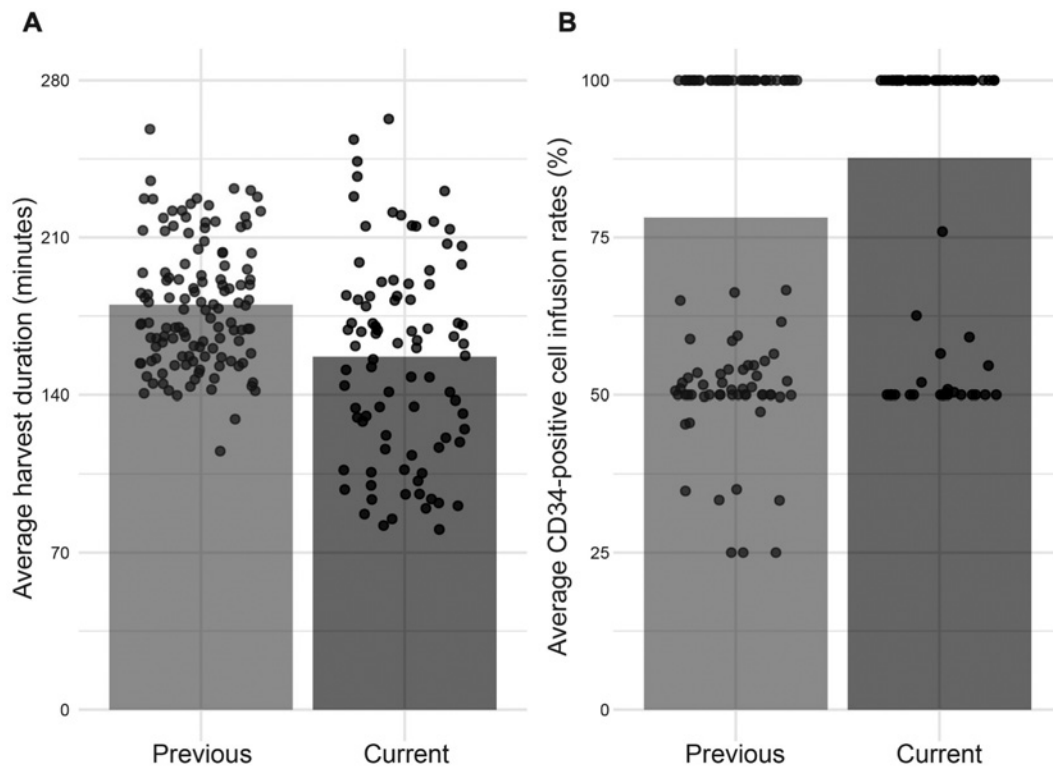 A
Average harvest duration (minutes)
280
210
140
70
0
Previous
Current
B
Average CD34-positive cell infusion rates (%)
100
75
50
25
0
Previous
Current